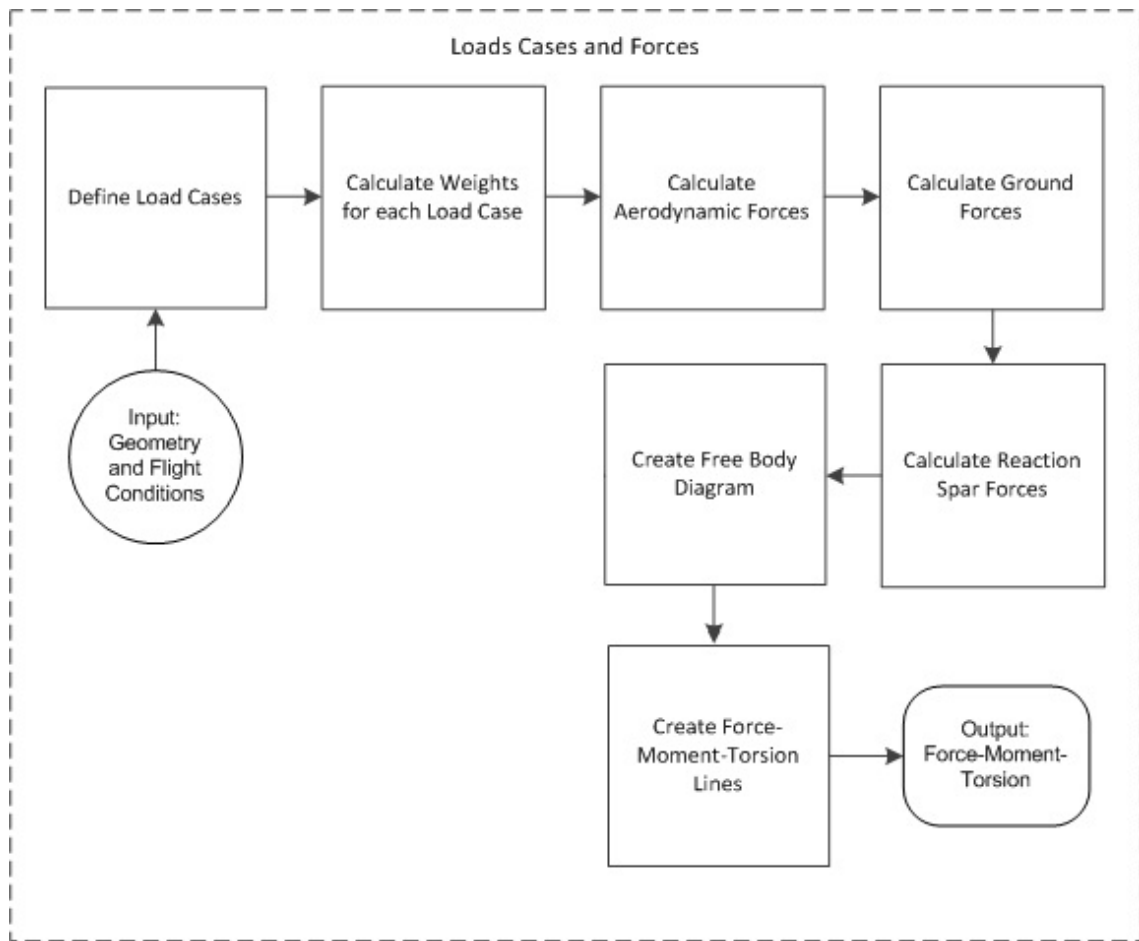 Loads Cases and Forces
Define Load Cases
Calculate Weights
for each Load Case
Calculate
Aerodynamic Forces
Calculate Ground
Forces
Input:
Geometry
and Flight
Conditions
Create Free Body
Diagram
Calculate Reaction
Spar Forces
Create Force-
Moment-Torsion
Lines
Output:
Force-Moment-
Torsion